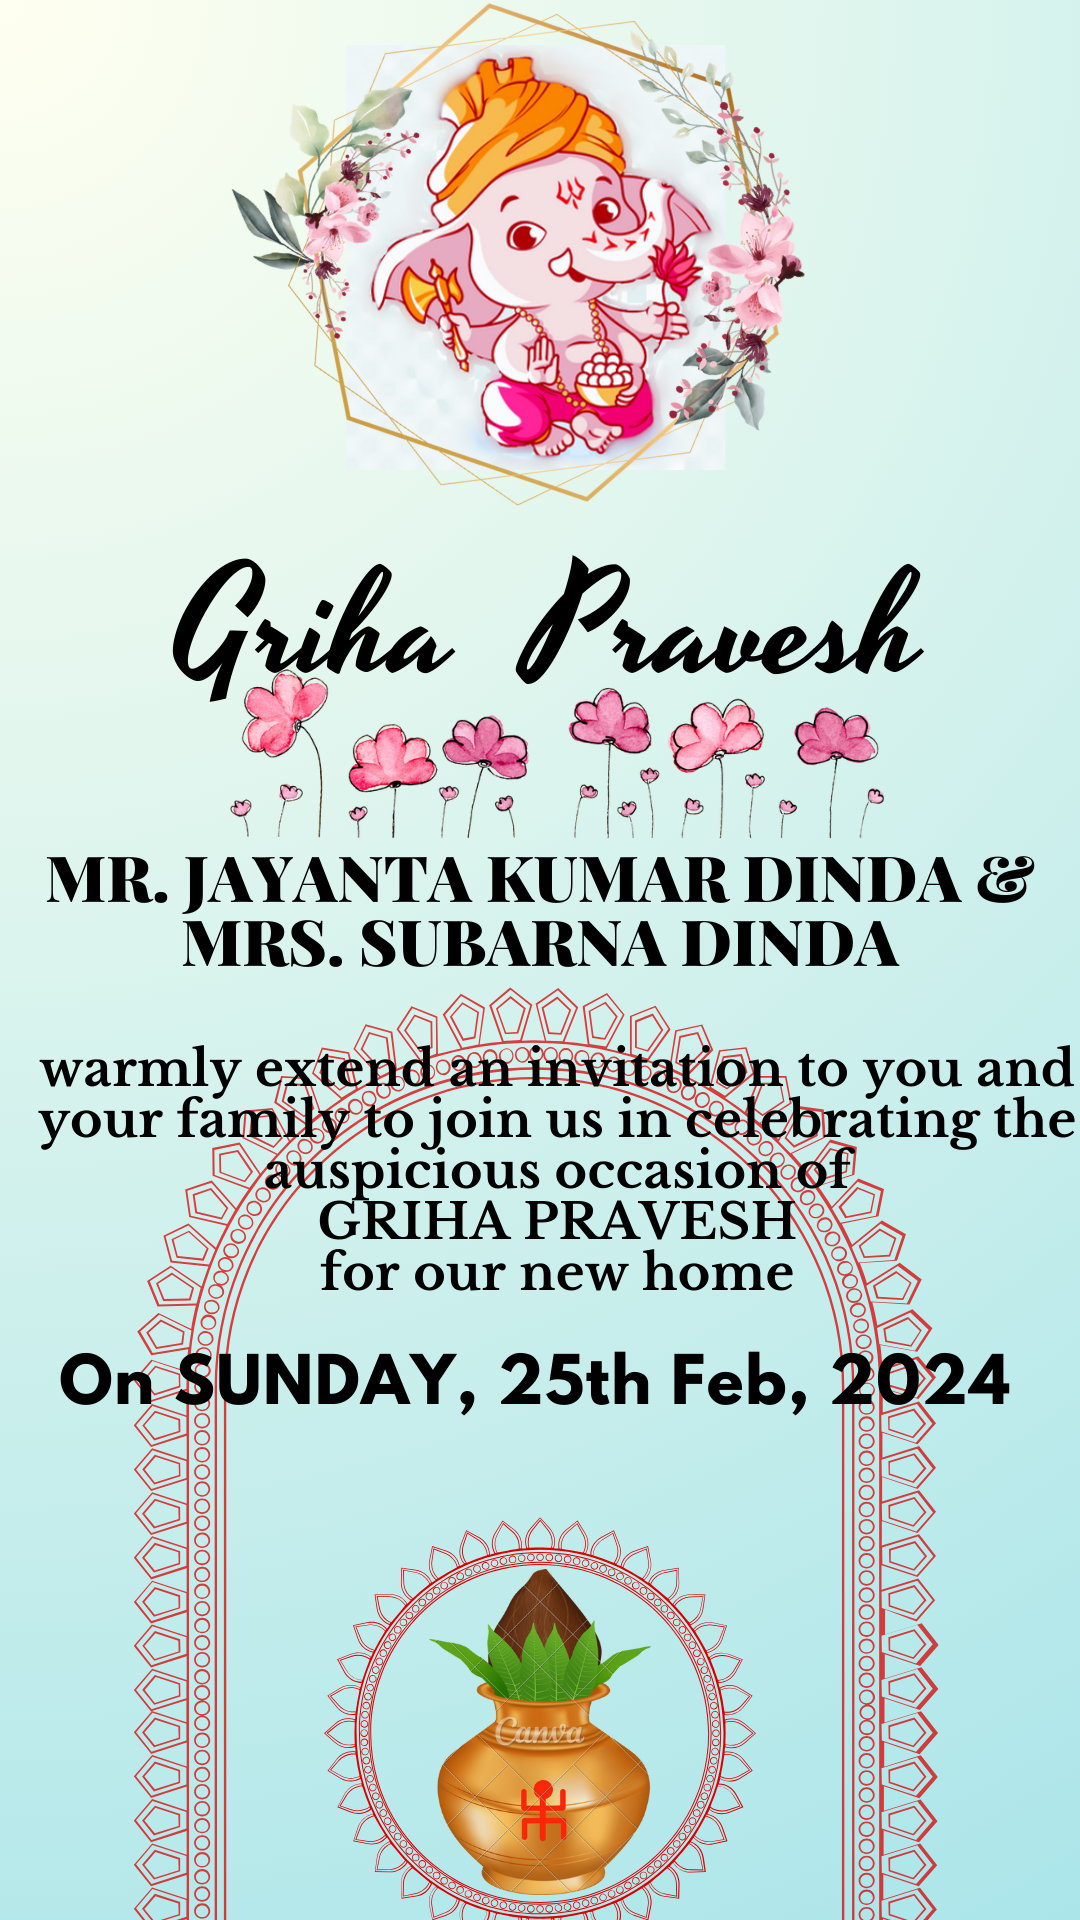 Griha Pravesh
MR. JAYANTA KUMAR DINDA &
MRS. SUBARNA DINDA
warmly extend an invitation to you and
your family to join us in celebrating the
auspicious occasion of
GRIHA PRAVESH
for our new home
On SUNDAY, 25th Feb, 2024
Canva